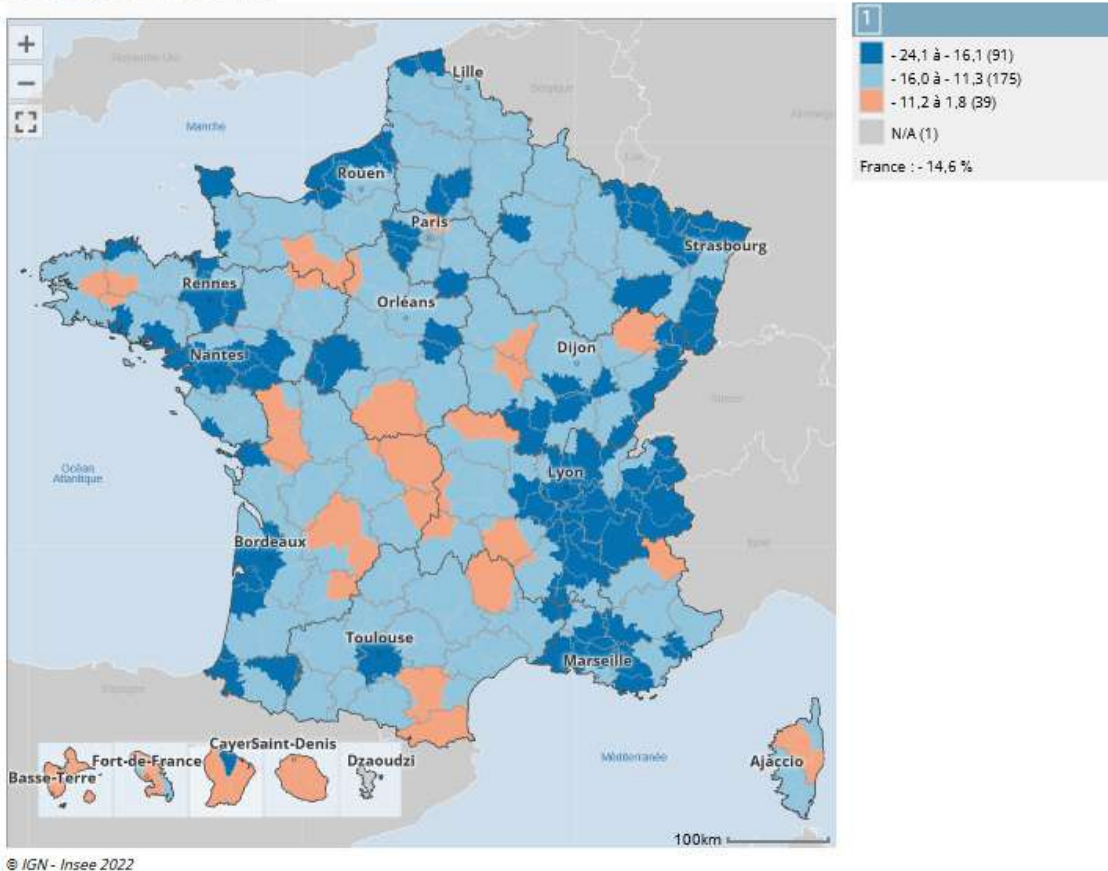 +
−
1
- 24,1 à - 16,1 (91)
- 16,0 à - 11,3 (175)
- 11,2 à 1,8 (39)
N/A (1)
France : - 14,6 %
Lille
Manche
Rouen
Paris
Strasbourg
Rennes
Orléans
Nantes
Dijon
Océan
Atlantique
Lyon
Bordeaux
Toulouse
Marseille
CayerSaint-Denis
Fort-de-France
Dzaoudzi
Basse-Terre
Méditerranée
Ajaccio
100km
© IGN - Insee 2022